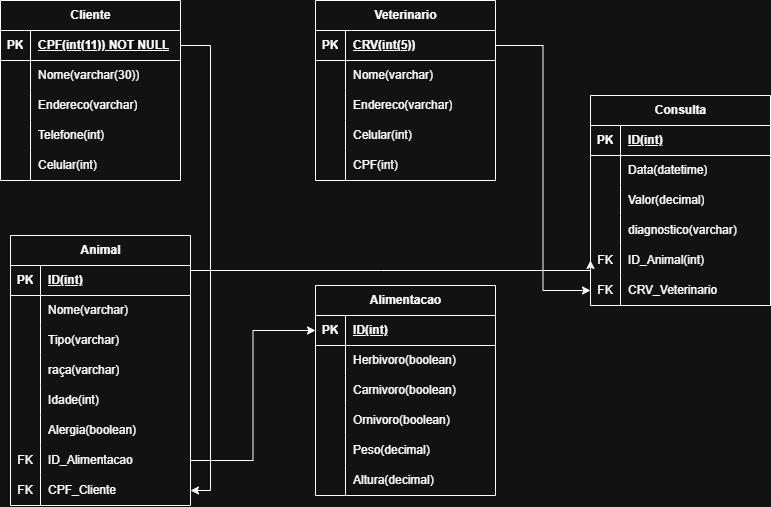 Cliente
PK CPF(int(11)) NOT NULL
Nome(varchar(30))
Endereco(varchar)
Telefone(int)
Celular(int)
Veterinario
PK CRV(int(5))
Nome(varchar)
Endereco(varchar)
Celular(int)
CPF(int)
Consulta
PK ID(int)
Data(datetime)
Valor(decimal)
diagnostico(varchar)
FK ID_Animal(int)
FK CRV_Veterinario
Animal
PK ID(int)
Nome(varchar)
Tipo(varchar)
raça(varchar)
Idade(int)
Alergia(boolean)
FK ID_Alimentacao
FK CPF_Cliente
Alimentacao
PK ID(int)
Herbivoro(boolean)
Carnivoro(boolean)
Ornivoro(boolean)
Peso(decimal)
Altura(decimal)